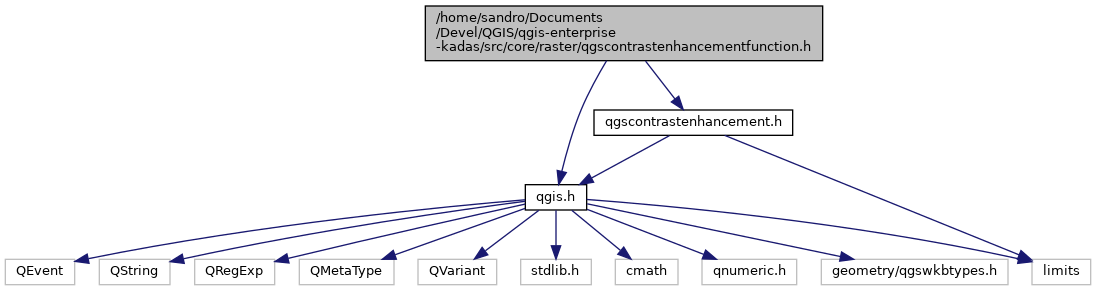 /home/sandro/Documents
/Devel/QGIS/qgis-enterprise
-kadas/src/core/raster/qgscontrastenhancementfunction.h
qgscontrastenhancement.h
qgis.h
QEvent
QString
QRegExp
QMetaType
QVariant
stdlib.h
cmath
qnumeric.h
geometry/qgswkbtypes.h
limits